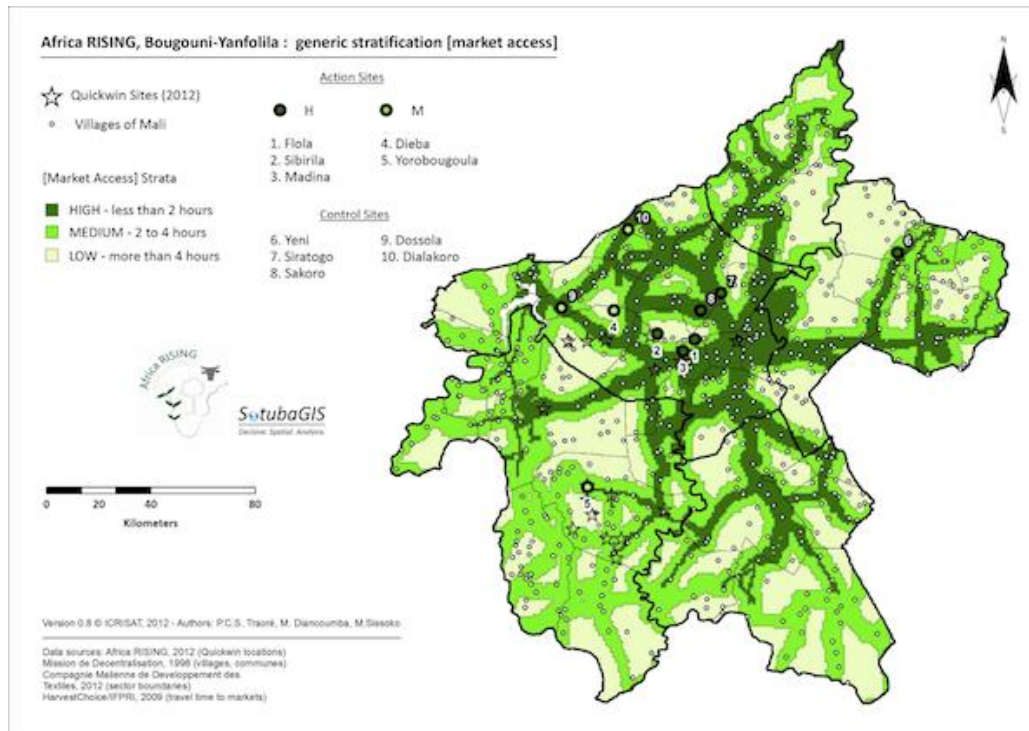 Africa RISING, Bougouni-Yanfolila : generic stratification [market access]
Quickwin Sites (2012)
Villages of Mali
Action Sites
H
M
1. Flola
2. Sibirila
3. Madina
4. Dieba
5. Yorobougoula
[Market Access] Strata
HIGH - less than 2 hours
MEDIUM - 2 to 4 hours
LOW - more than 4 hours
Control Sites
6. Yeni
7. Siratogo
8. Sakoro
9. Dossola
10. Dialakoro
N
S
10
6
7
8
9
4
2
1
3
5
Africa RISING
SotubaGIS
Decisive. Spatial. Analysis.
0 20 40 80
Kilometers
Version 0.8 © ICRISAT, 2012 - Authors: P.C.S. Traoré, M. Diancoumba, M.Sissoko
Data sources: Africa RISING, 2012 (Quickwin locations)
Mission de Decentralisation, 1998 (villages, communes)
Compagnie Malienne de Developpement des
Textiles, 2012 (sector boundaries)
HarvestChoice/IFPRI, 2009 (travel time to markets)